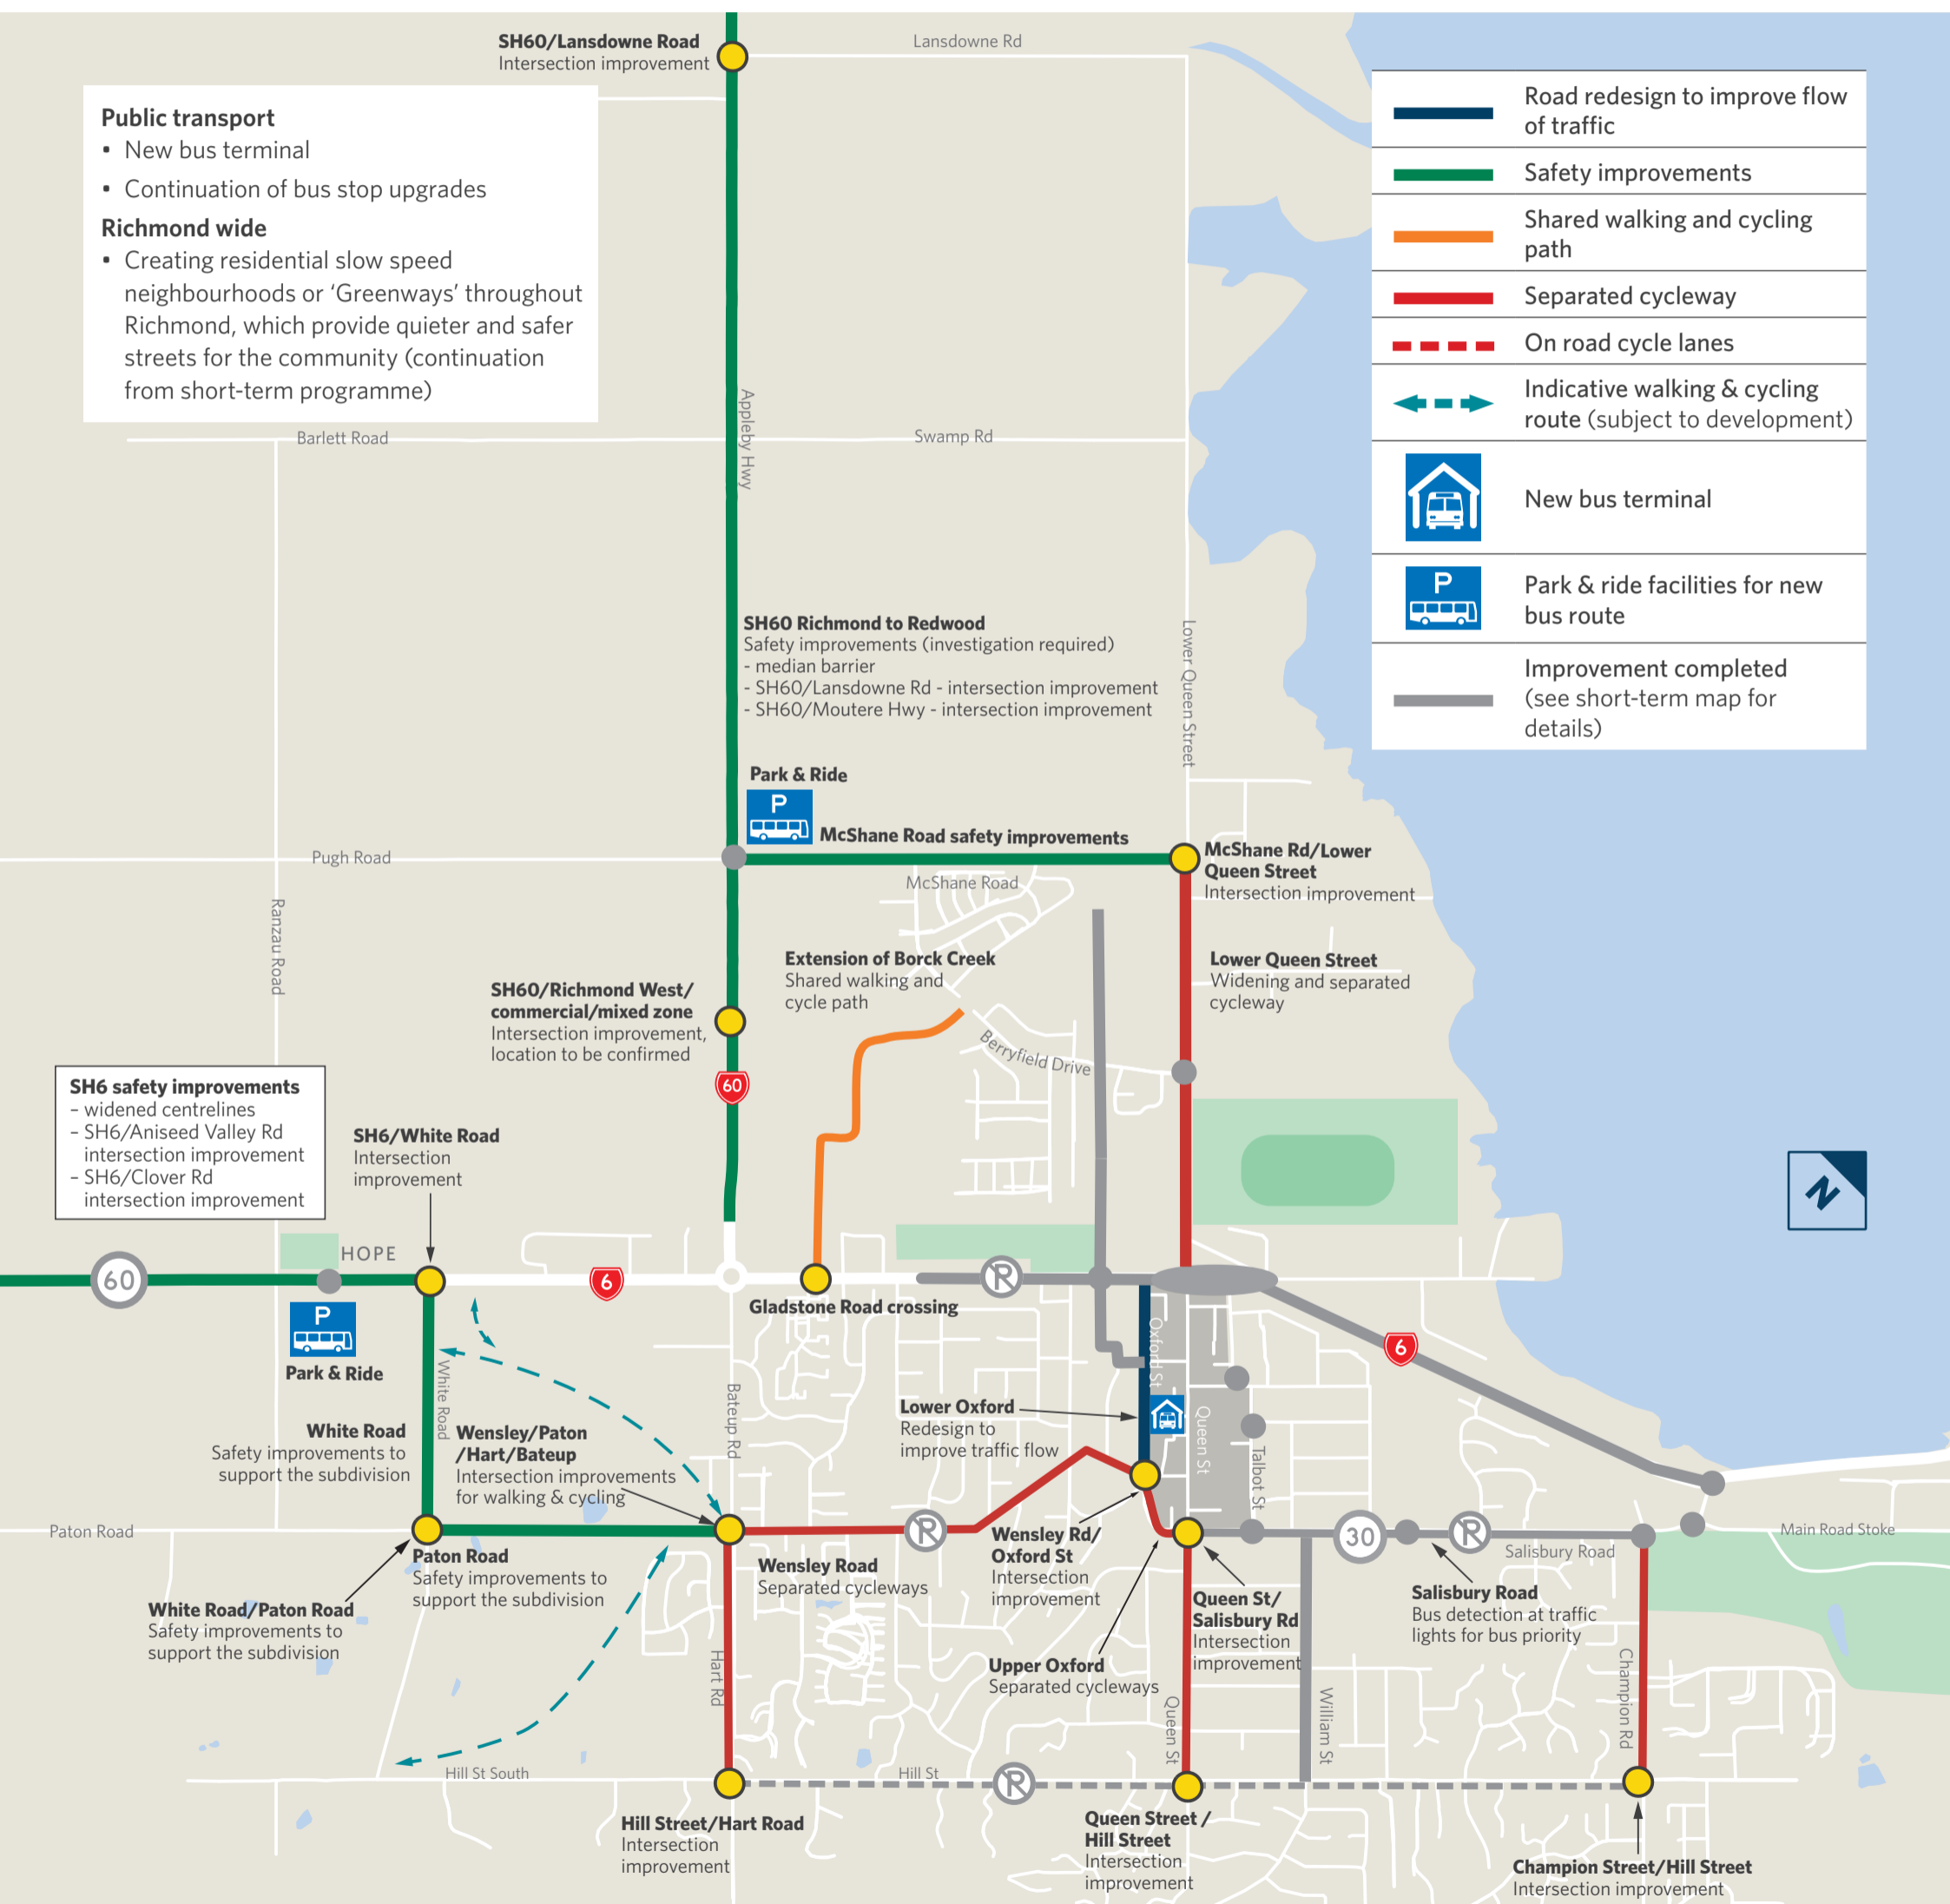 SH60/Lansdowne Road
Intersection improvement
Lansdowne Rd
Public transport
• New bus terminal
• Continuation of bus stop upgrades
Richmond wide
• Creating residential slow speed
neighbourhoods or ‘Greenways’ throughout
Richmond, which provide quieter and safer
streets for the community (continuation
from short-term programme)
Road redesign to improve flow
of traffic
Safety improvements
Shared walking and cycling
path
Separated cycleway
On road cycle lanes
Indicative walking & cycling
route (subject to development)
New bus terminal
P
Park & ride facilities for new
bus route
Improvement completed
(see short-term map for
details)
Barlett Road
Appleby Hwy
Swamp Rd
SH60 Richmond to Redwood
Safety improvements (investigation required)
- median barrier
- SH60/Lansdowne Rd - intersection improvement
- SH60/Moutere Hwy - intersection improvement
Lower Queen Street
Park & Ride
P
McShane Road safety improvements
Pugh Road
McShane Road
McShane Rd/Lower
Queen Street
Intersection improvement
Ranzau Road
Extension of Borck Creek
Shared walking and
cycle path
Lower Queen Street
Widening and separated
cycleway
SH60/Richmond West/
commercial/mixed zone
Intersection improvement,
location to be confirmed
Berryfield Drive
60
SH6 safety improvements
– widened centrelines
– SH6/Aniseed Valley Rd
intersection improvement
– SH6/Clover Rd
intersection improvement
SH6/White Road
Intersection
improvement
N
HOPE
60
6
R
Gladstone Road crossing
P
Park & Ride
White Road
Bateup Rd
Oxford St
6
Lower Oxford
Redesign to
improve traffic flow
Queen St
Talbot St
White Road
Safety improvements to
support the subdivision
Wensley/Paton
/Hart/Bateup
Intersection improvements
for walking & cycling
Paton Road
R
30
R
Main Road Stoke
Salisbury Road
Paton Road
Safety improvements to
support the subdivision
Wensley Road
Separated cycleways
Wensley Rd/
Oxford St
Intersection
improvement
Queen St/
Salisbury Rd
Intersection
improvement
Salisbury Road
Bus detection at traffic
lights for bus priority
White Road/Paton Road
Safety improvements to
support the subdivision
Upper Oxford
Separated cycleways
Hart Rd
Queen St
William St
Champion Rd
Hill St South
Hill St
R
Hill Street/Hart Road
Intersection
improvement
Queen Street /
Hill Street
Intersection
improvement
Champion Street/Hill Street
Intersection improvement